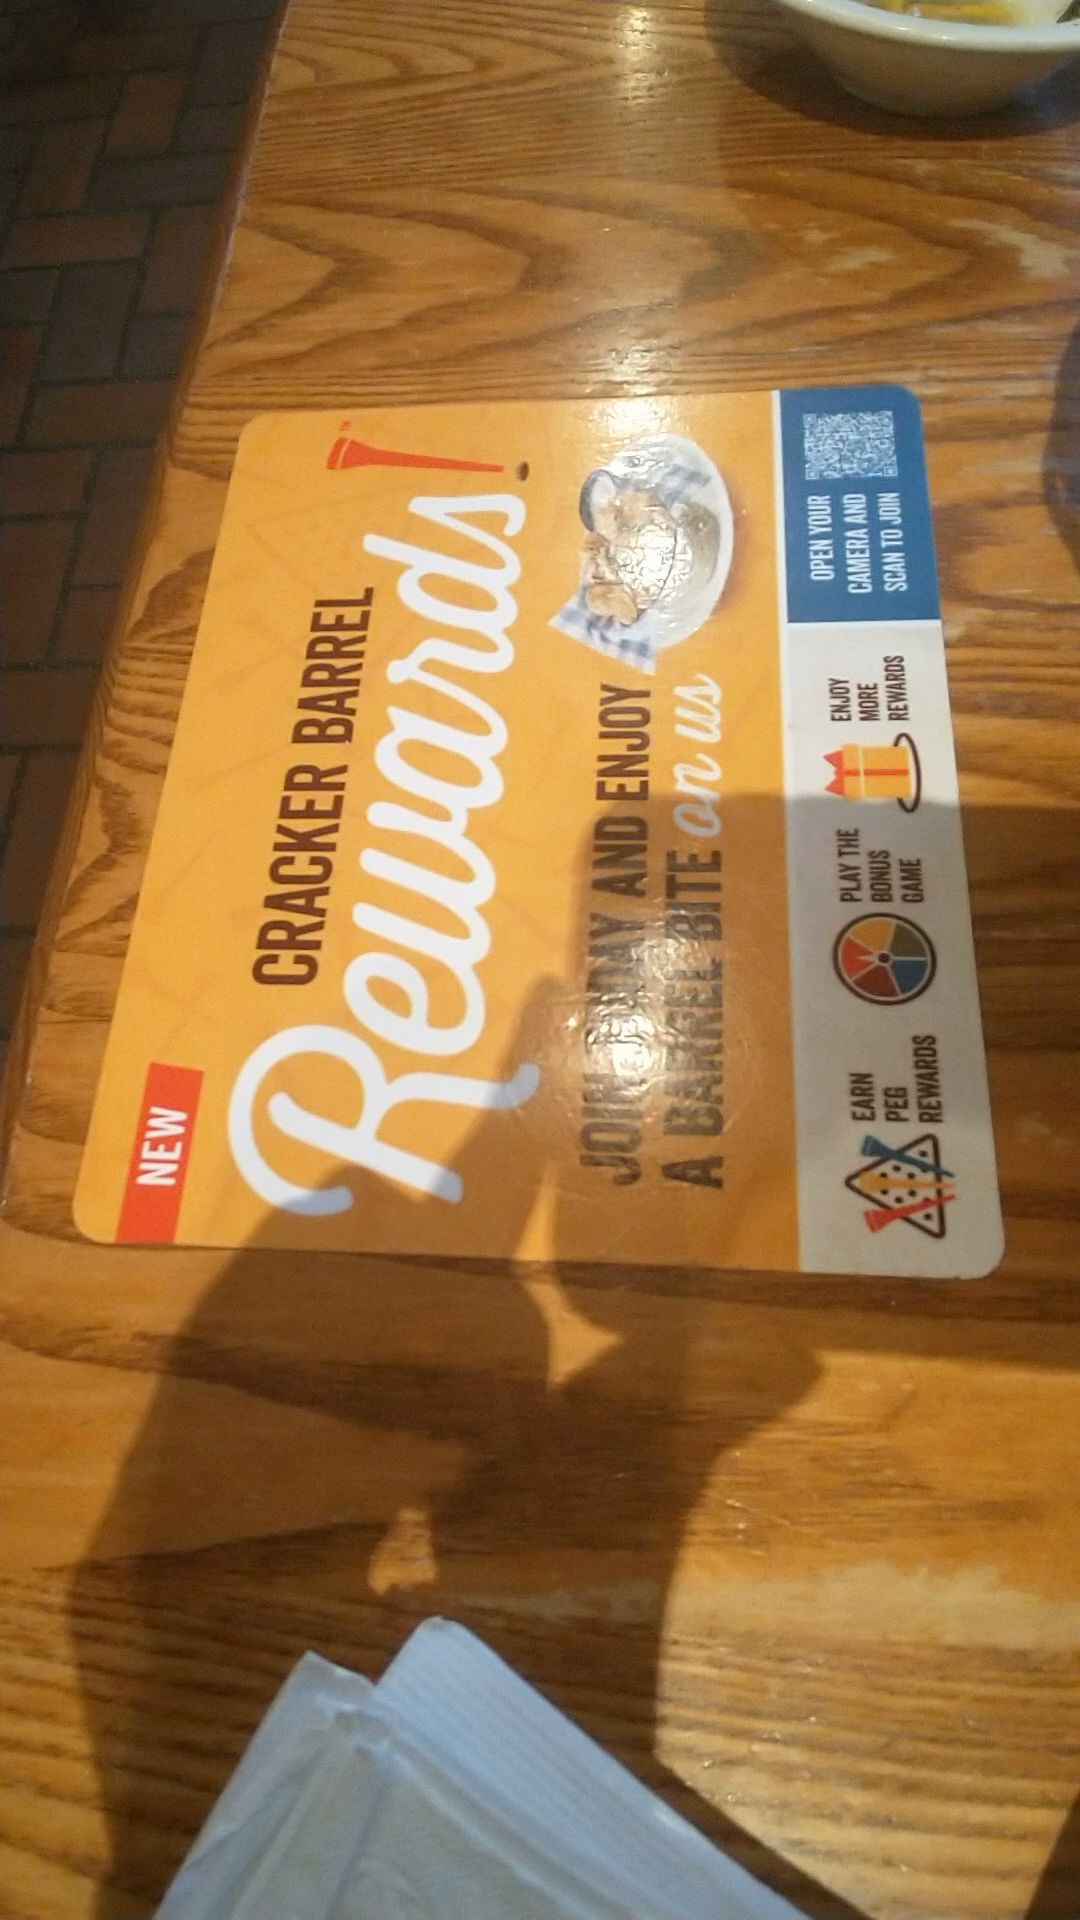 NEW
CRACKER BARREL
Rewards
JOIN TODAY AND ENJOY
A BARREL BITE on us
EARN
PEG
REWARDS
PLAY THE
BONUS
GAME
ENJOY
MORE
REWARDS
OPEN YOUR
CAMERA AND
SCAN TO JOIN